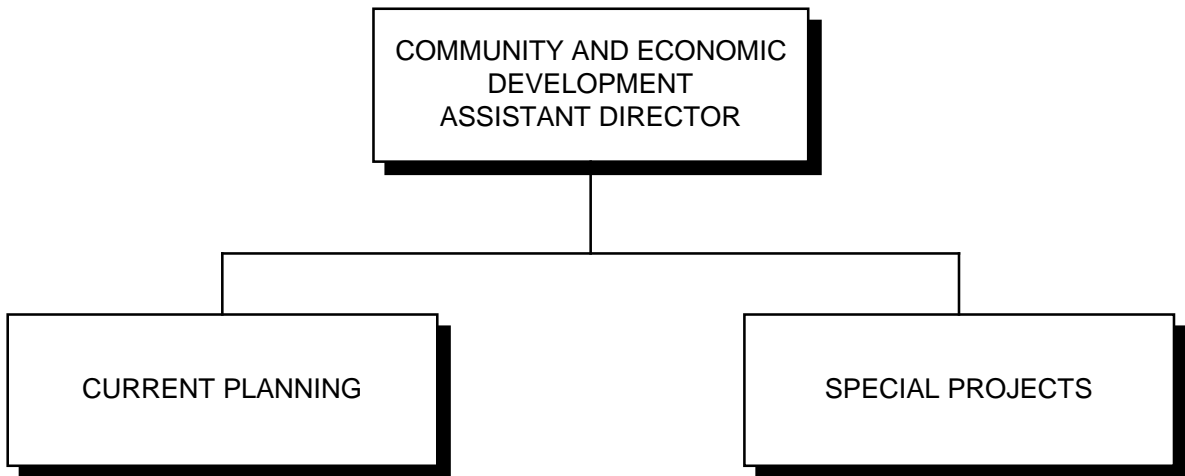 COMMUNITY AND ECONOMIC
DEVELOPMENT
ASSISTANT DIRECTOR
CURRENT PLANNING
SPECIAL PROJECTS